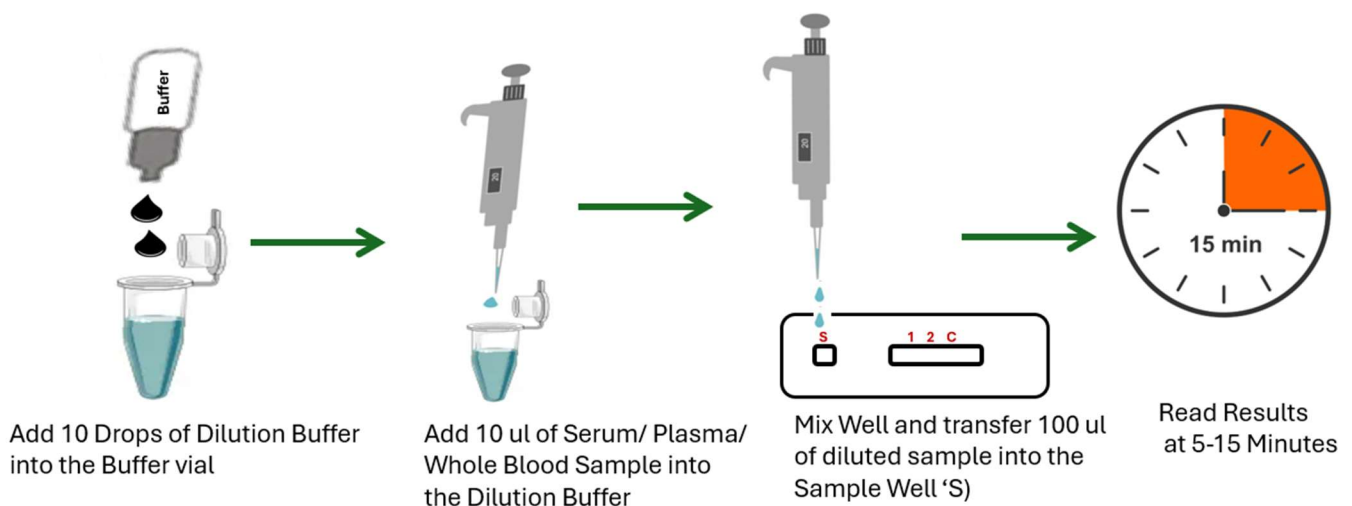 Buffer
20
20
S
1 2 C
15 min
Add 10 Drops of Dilution Buffer
into the Buffer vial
Add 10 ul of Serum/ Plasma/
Whole Blood Sample into
the Dilution Buffer
Mix Well and transfer 100 ul
of diluted sample into the
Sample Well ‘S)
Read Results
at 5-15 Minutes